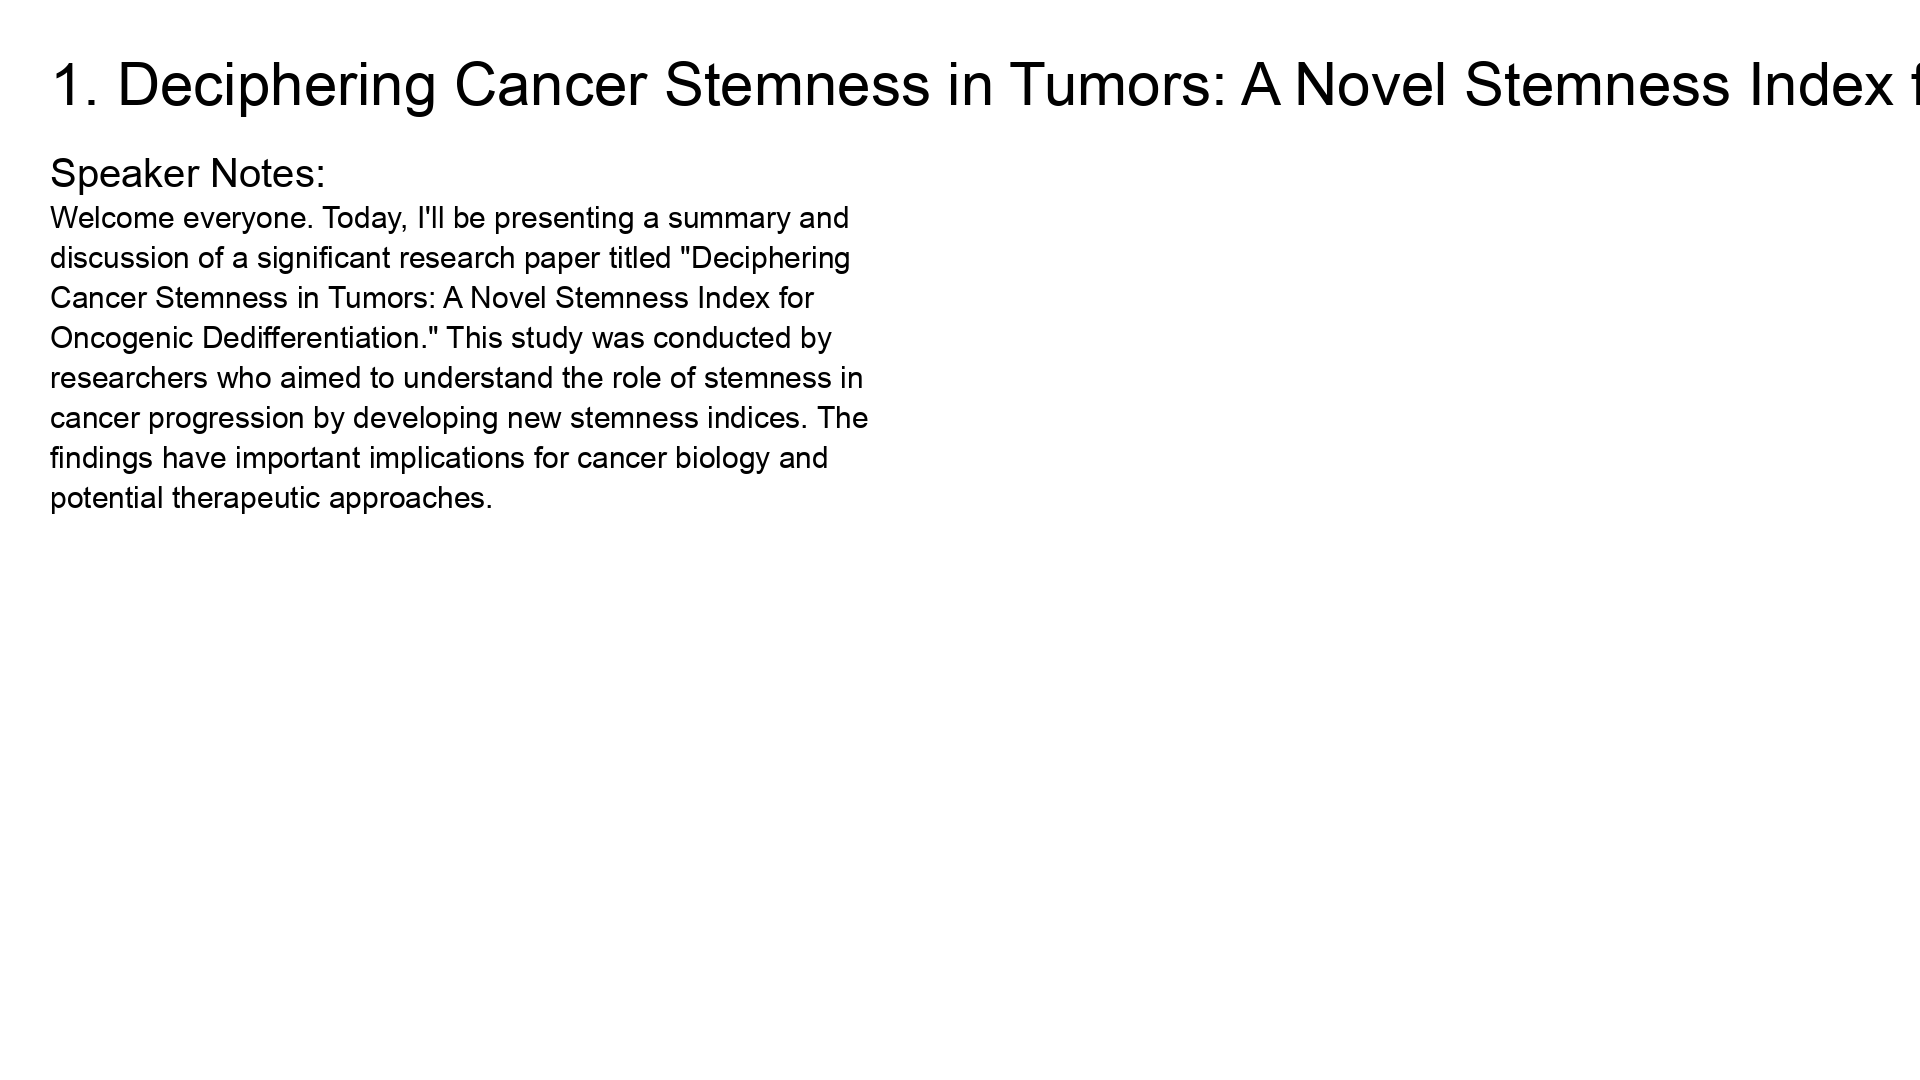 1. Deciphering Cancer Stemness in Tumors: A Novel Stemness Index f
Speaker Notes:
Welcome everyone. Today, I'll be presenting a summary and
discussion of a significant research paper titled "Deciphering
Cancer Stemness in Tumors: A Novel Stemness Index for
Oncogenic Dedifferentiation." This study was conducted by
researchers who aimed to understand the role of stemness in
cancer progression by developing new stemness indices. The
findings have important implications for cancer biology and
potential therapeutic approaches.